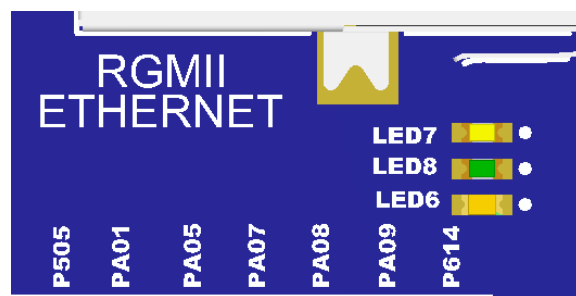 RGMII
ETHERNET
LED7
LED8
LED6
P505
PA01
PA05
PA07
PA08
PA09
P614